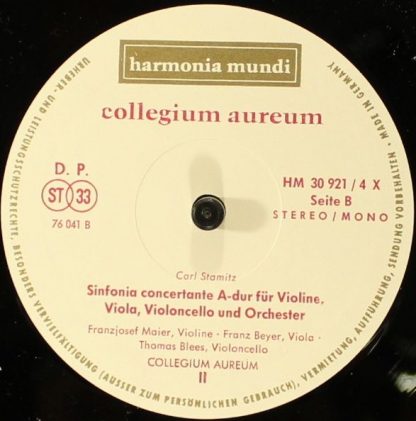 harmonia mundi
collegium aureum
D. P.
ST 33
76 041 B
HM 30 921 / 4 X
Seite B
STEREO / MONO
Carl Stamitz
Sinfonia concertante A-dur für Violine,
Viola, Violoncello und Orchester
Franzjosef Maier, Violine · Franz Beyer, Viola ·
Thomas Blees, Violoncello
COLLEGIUM AUREUM
II
URHEBER- UND LEISTUNGSSCHUTZRECHTE, BESONDERS VERVIELFÄLTIGUNG (AUSSER ZUM PERSÖNLICHEN GEBRAUCH), VERMIETUNG, AUFFÜHRUNG, SENDUNG VORBEHALTEN • MADE IN GERMANY